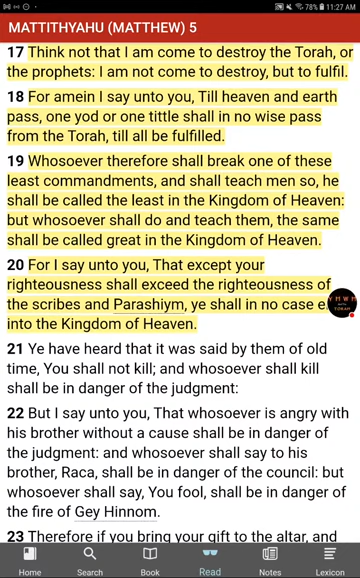 78% 11:27 AM
MATTITHYAHU (MATTHEW) 5
17 Think not that I am come to destroy the Torah, or
the prophets: I am not come to destroy, but to fulfil.
18 For amein I say unto you, Till heaven and earth
pass, one yod or one tittle shall in no wise pass
from the Torah, till all be fulfilled.
19 Whosoever therefore shall break one of these
least commandments, and shall teach men so, he
shall be called the least in the Kingdom of Heaven:
but whosoever shall do and teach them, the same
shall be called great in the Kingdom of Heaven.
20 For I say unto you, That except your
righteousness shall exceed the righteousness of
the scribes and Parashiym, ye shall in no case e
into the Kingdom of Heaven.
YMWM
TORAH
21 Ye have heard that it was said by them of old
time, You shall not kill; and whosoever shall kill
shall be in danger of the judgment:
22 But I say unto you, That whosoever is angry with
his brother without a cause shall be in danger of
the judgment: and whosoever shall say to his
brother, Raca, shall be in danger of the council: but
whosoever shall say, You fool, shall be in danger of
the fire of Gey Hinnom.
23 Therefore if you bring your gift to the altar, and
Home Search Book Read Notes Lexicon